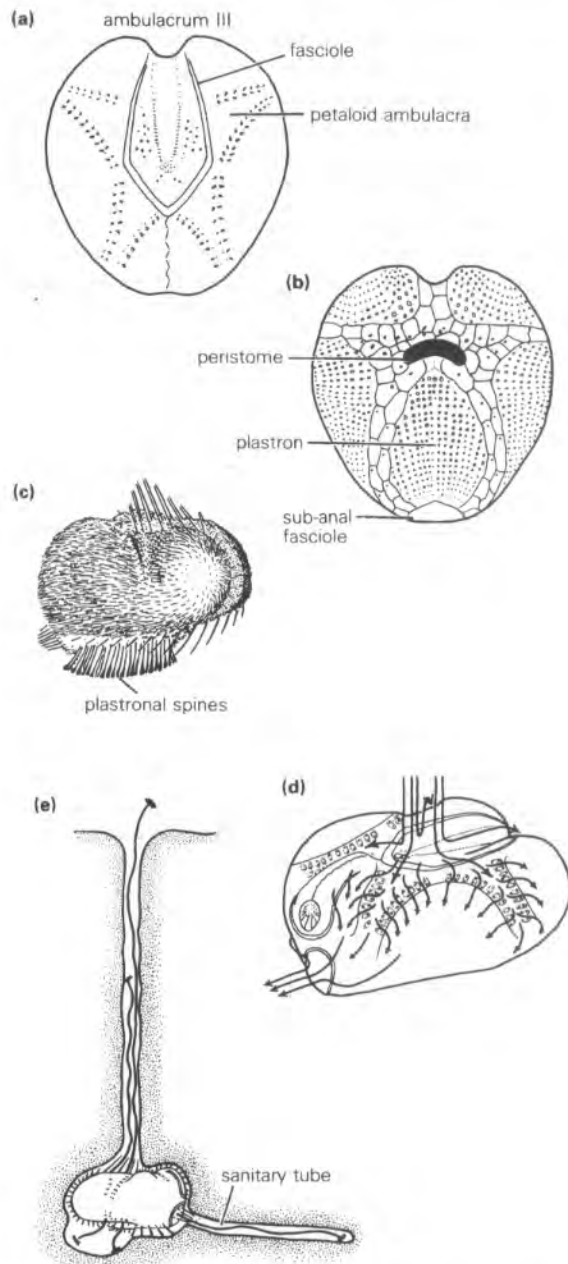 (a)
ambulacrum III
fasciole
petaloid ambulacra
(b)
peristome
plastron
sub-anal
fasciole
(c)
plastronal spines
(e)
(d)
sanitary tube